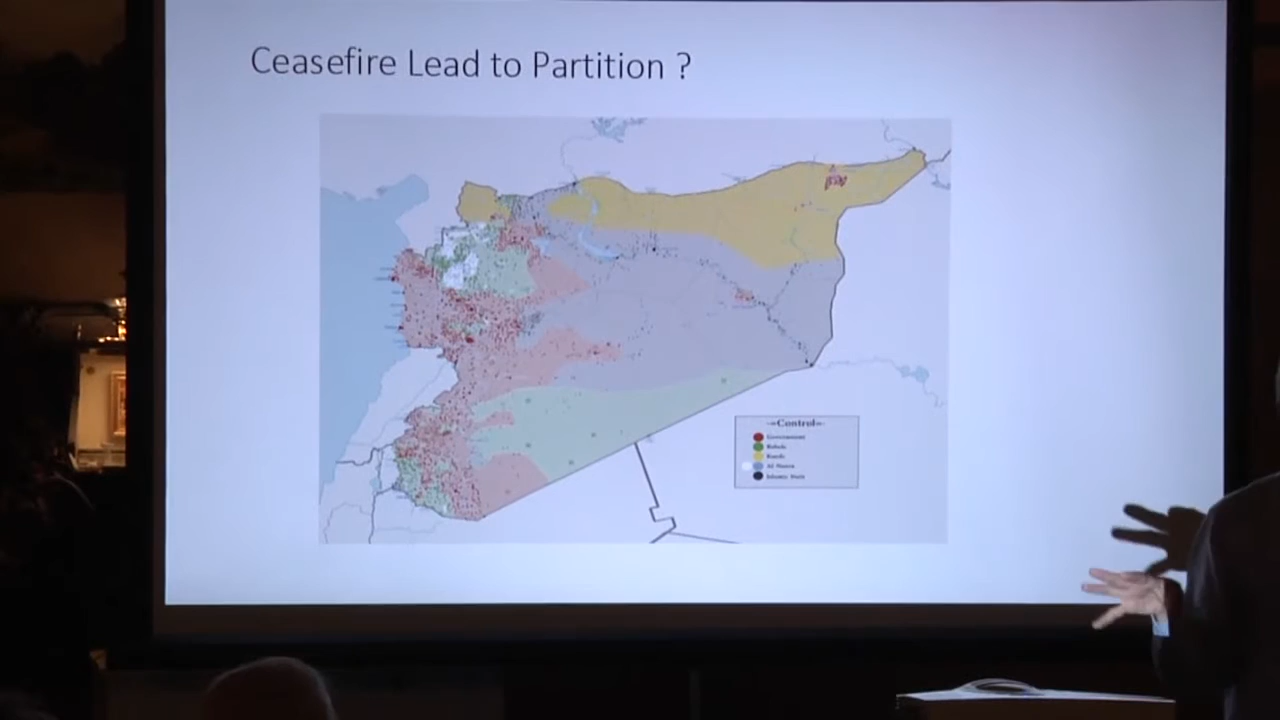 Ceasefire Lead to Partition ?
Control
Government
Rebels
Kurds
Al Nusra
Islamic State